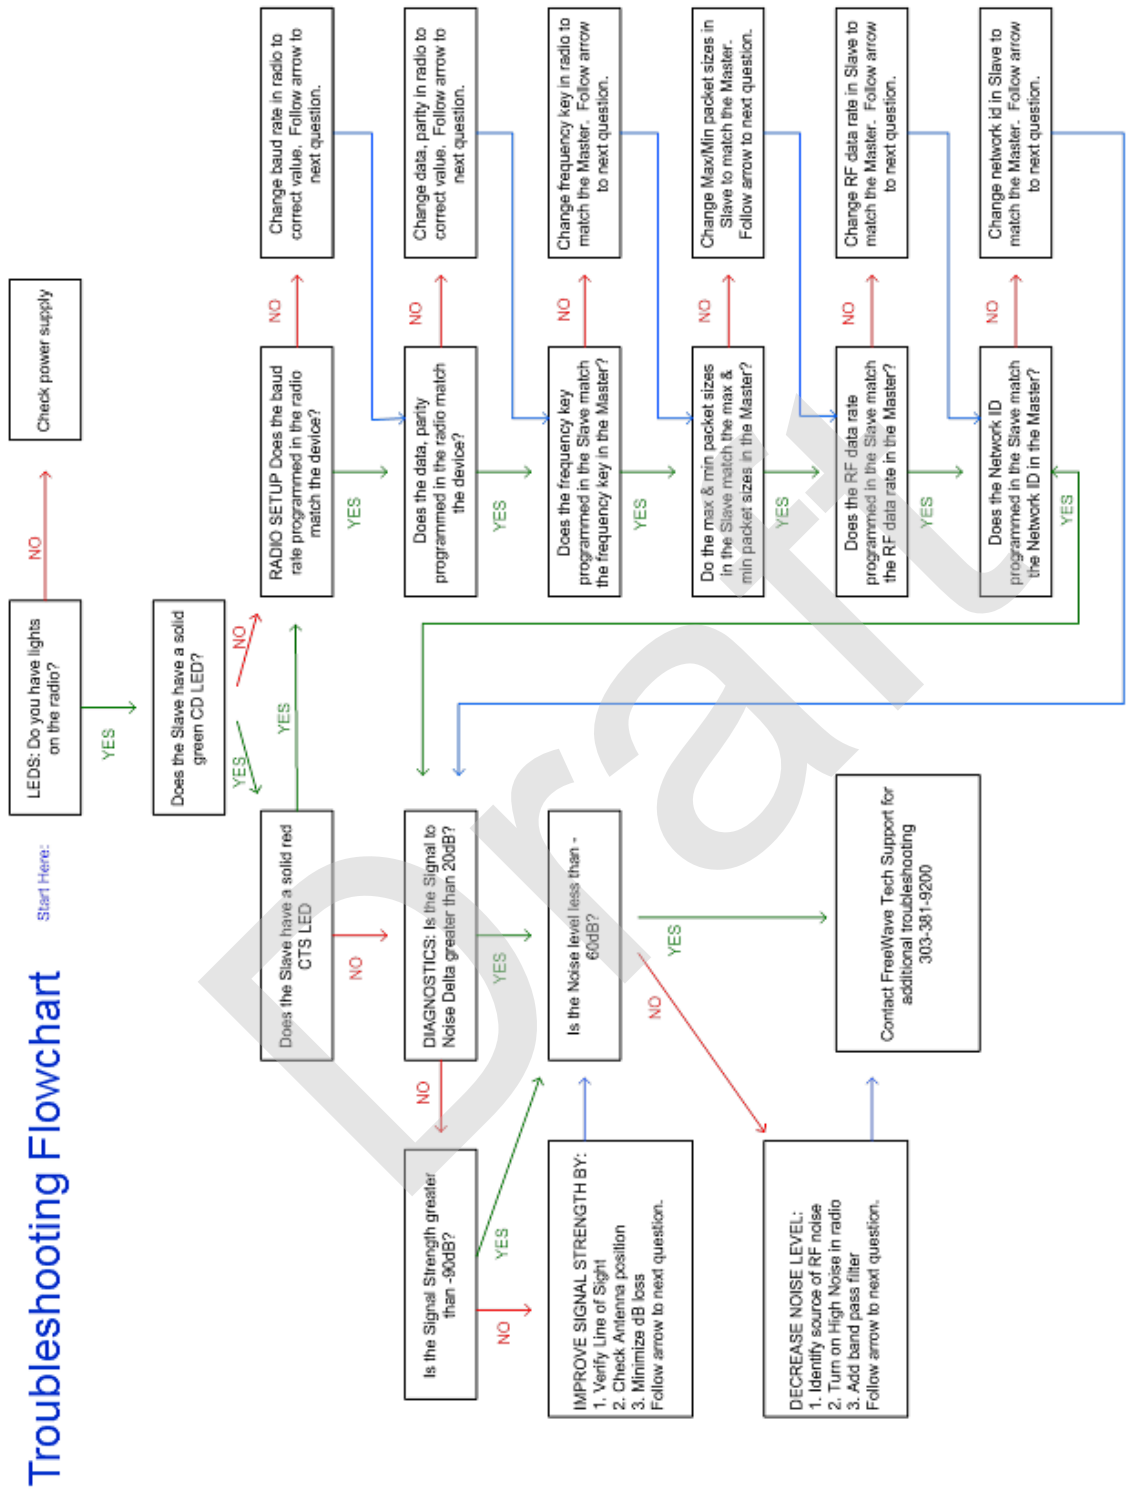 Troubleshooting Flowchart
Start Here:
LEDS: Do you have lights
on the radio?
NO
Check power supply
YES
Does the Slave have a solid
green CD LED?
YES
NO
Does the Slave have a solid red
CTS LED
YES
NO
RADIO SETUP Does the baud
rate programmed in the radio
match the device?
NO
Change baud rate in radio to
correct value. Follow arrow to
next question.
YES
Does the data, parity
programmed in the radio match
the device?
NO
Change data, parity in radio to
correct value. Follow arrow to
next question.
YES
Does the frequency key
programmed in the Slave match
the frequency key in the Master?
NO
Change frequency key in radio to
match the Master. Follow arrow
to next question.
YES
Do the max & min packet sizes
in the Slave match the max &
min packet sizes in the Master?
NO
Change Max/Min packet sizes in
Slave to match the Master.
Follow arrow to next question.
YES
Does the RF data rate
programmed in the Slave match
the RF data rate in the Master?
NO
Change RF data rate in Slave to
match the Master. Follow arrow
to next question.
YES
Does the Network ID
programmed in the Slave match
the Network ID in the Master?
NO
Change network id in Slave to
match the Master. Follow arrow
to next question.
YES
DIAGNOSTICS: Is the Signal to
Noise Delta greater than 20dB?
NO
YES
Is the Signal Strength greater
than -90dB?
YES
NO
IMPROVE SIGNAL STRENGTH BY:
1. Verify Line of Sight
2. Check Antenna position
3. Minimize dB loss
Follow arrow to next question.
Is the Noise level less than -
60dB?
NO
YES
DECREASE NOISE LEVEL:
1. Identify source of RF noise
2. Turn on High Noise in radio
3. Add band pass filter
Follow arrow to next question.
Contact FreeWave Tech Support for
additional troubleshooting
303-381-9200
Draft